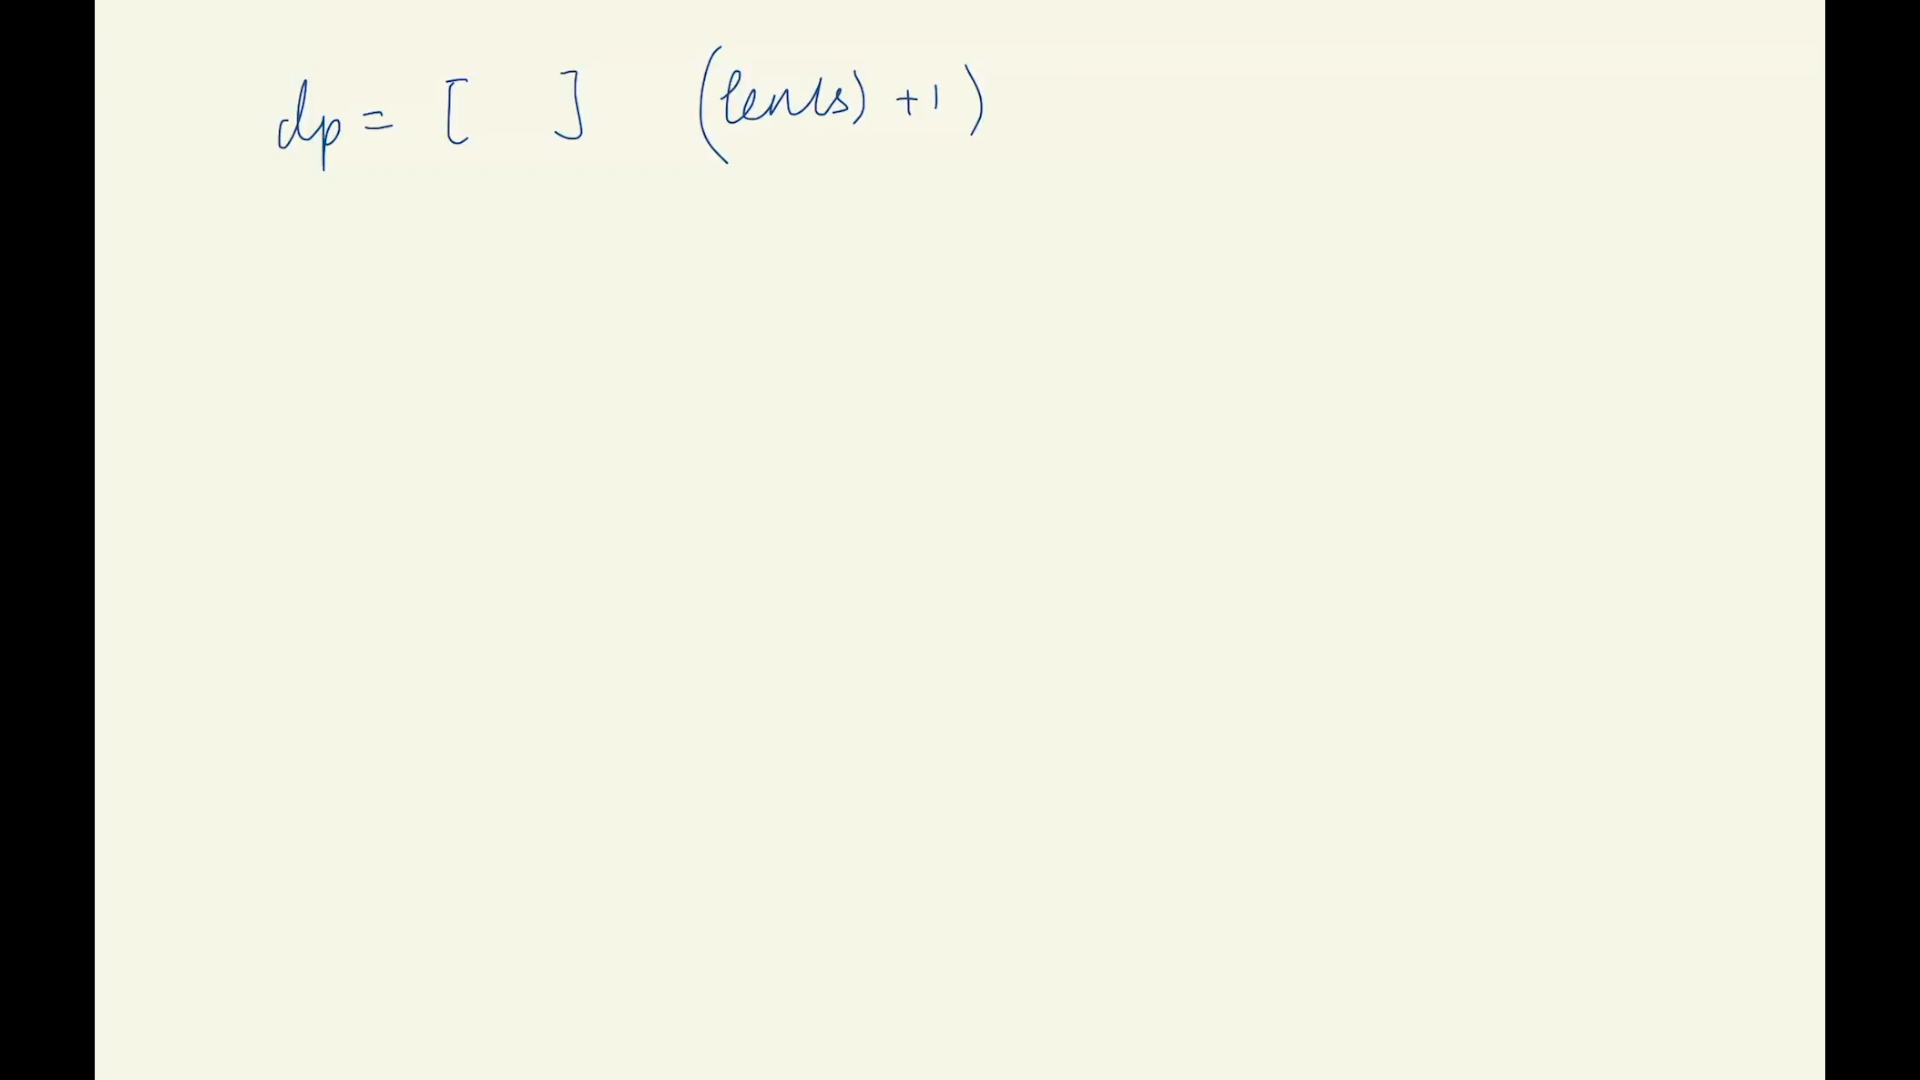 dp = [ ] (len(s) + 1)